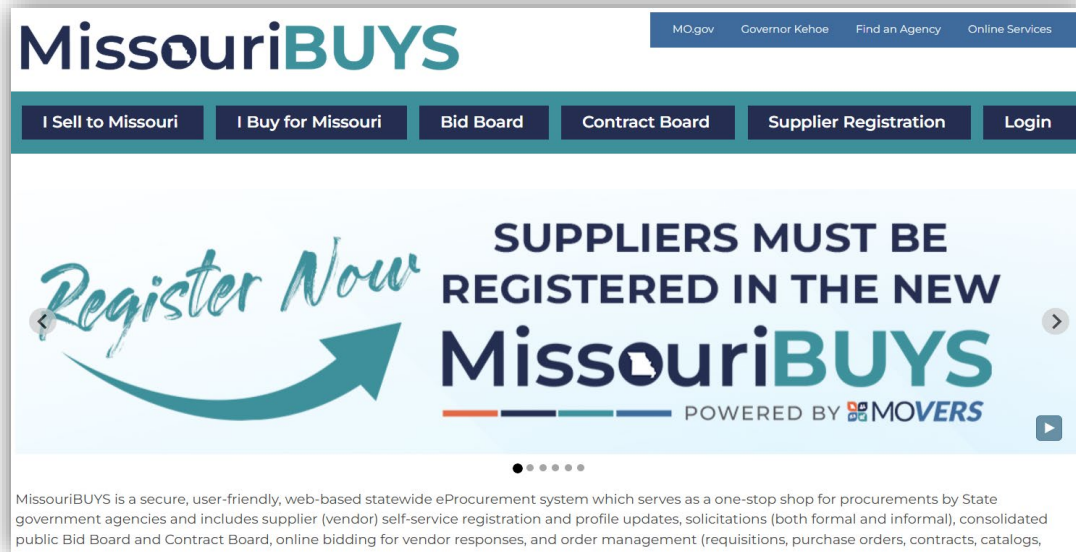 MissouriBUYS
MO.gov Governor Kehoe Find an Agency Online Services
I Sell to Missouri I Buy for Missouri Bid Board Contract Board Supplier Registration Login
Register Now
SUPPLIERS MUST BE
REGISTERED IN THE NEW
MissouriBUYS
POWERED BY MOVERS
MissouriBUYS is a secure, user-friendly, web-based statewide eProcurement system which serves as a one-stop shop for procurements by State
government agencies and includes supplier (vendor) self-service registration and profile updates, solicitations (both formal and informal), consolidated
public Bid Board and Contract Board, online bidding for vendor responses, and order management (requisitions, purchase orders, contracts, catalogs,